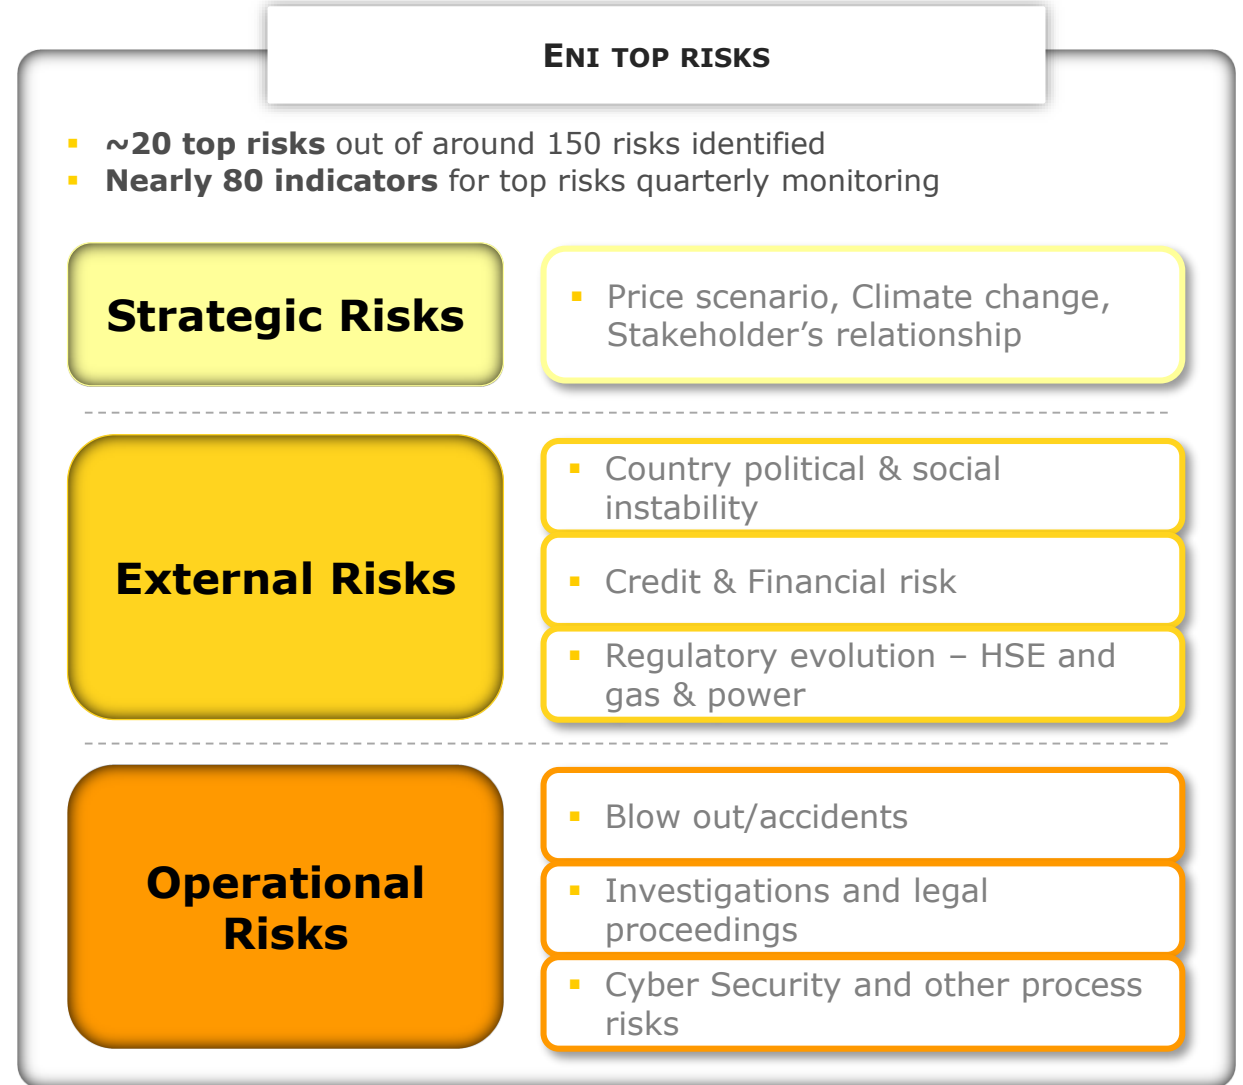 ENI TOP RISKS
▪ ~20 top risks out of around 150 risks identified
▪ Nearly 80 indicators for top risks quarterly monitoring
Strategic Risks
▪ Price scenario, Climate change,
Stakeholder’s relationship
External Risks
▪ Country political & social
instability
▪ Credit & Financial risk
▪ Regulatory evolution – HSE and
gas & power
Operational
Risks
▪ Blow out/accidents
▪ Investigations and legal
proceedings
▪ Cyber Security and other process
risks